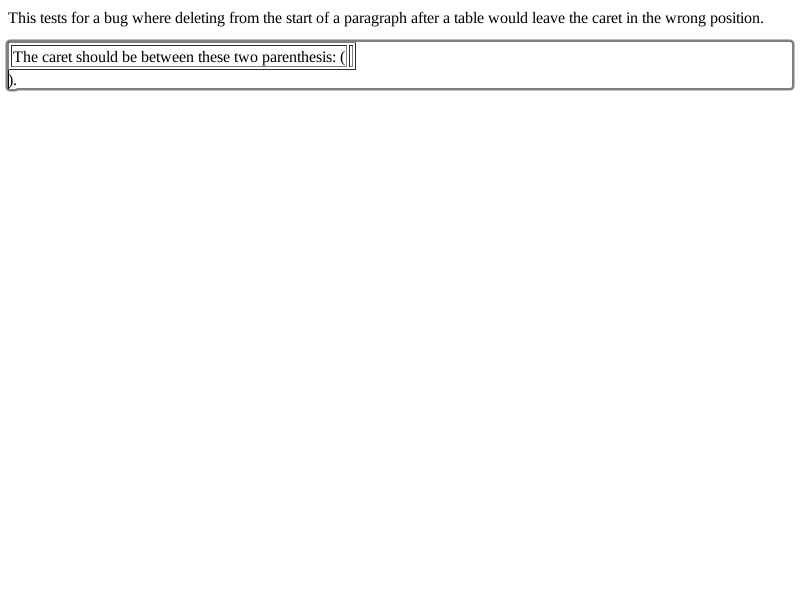 This tests for a bug where deleting from the start of a paragraph after a table would leave the caret in the wrong position.
The caret should be between these two parenthesis: (
).